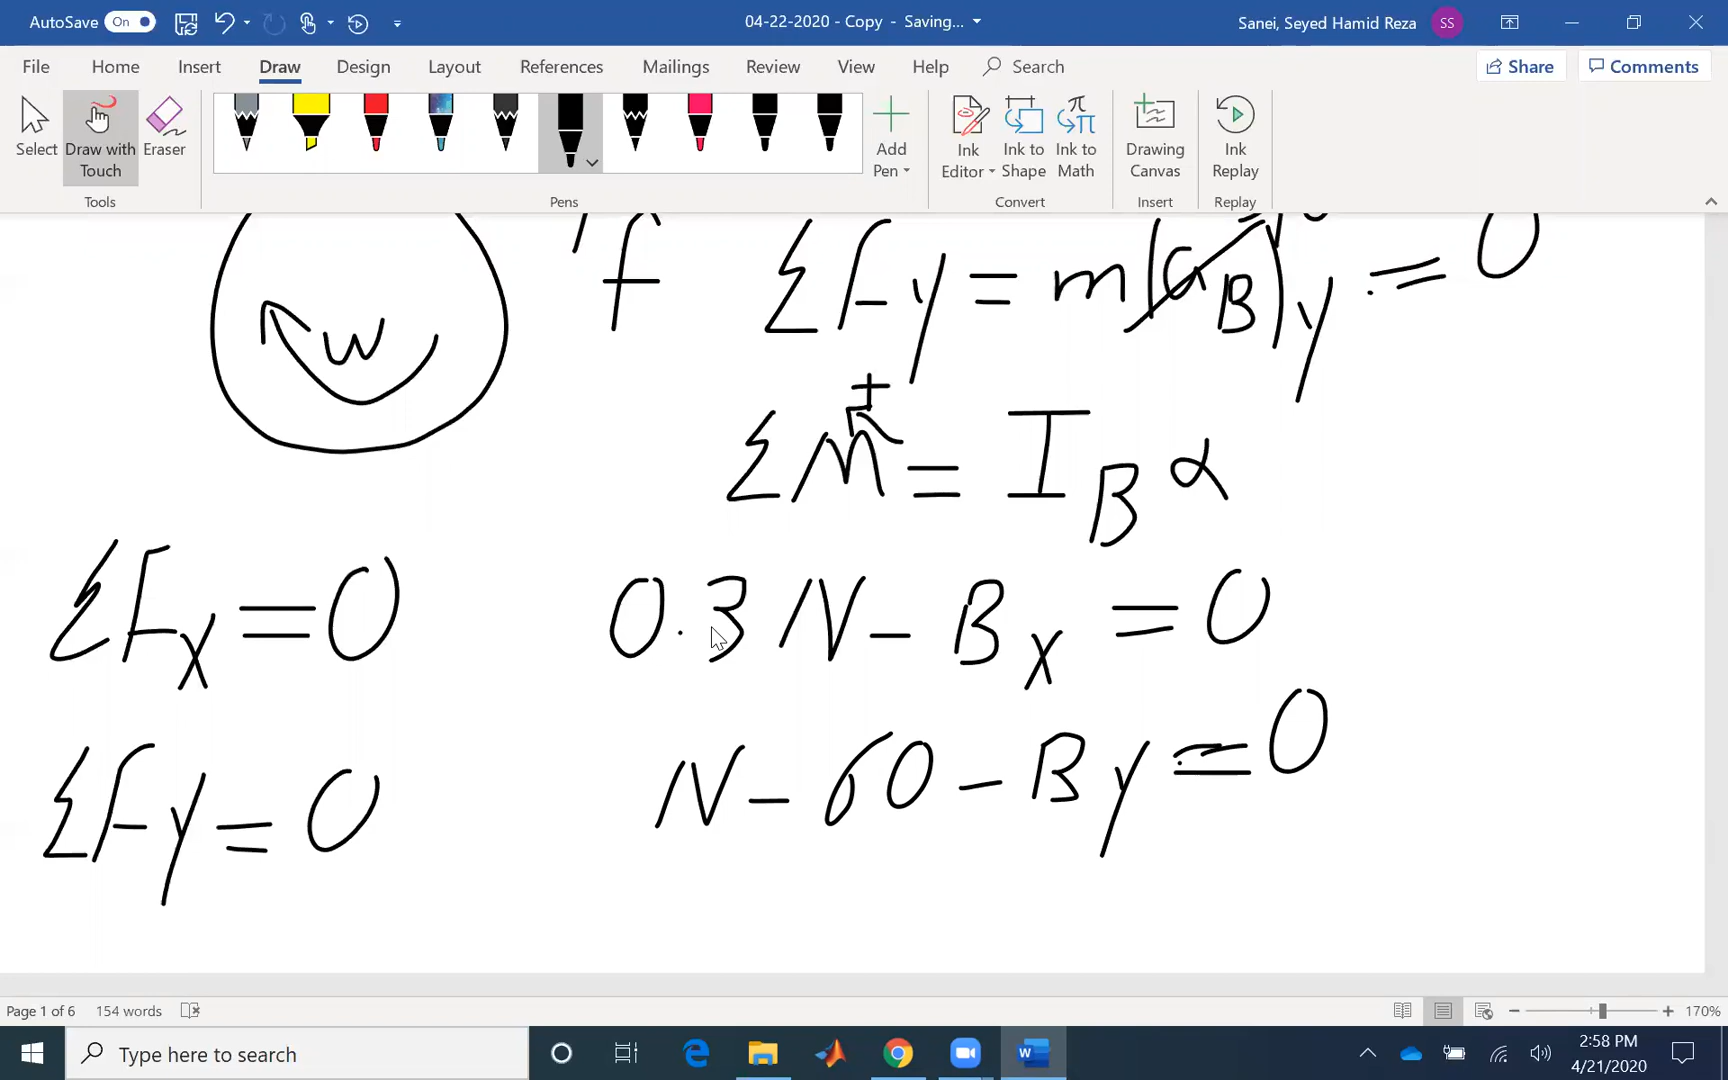 AutoSave On 04-22-2020 - Copy - Saving... Sanei, Seyed Hamid Reza SS
File Home Insert Draw Design Layout References Mailings Review View Help Search Share Comments
Select Draw with Touch Eraser Add Pen Ink Editor Ink to Shape Ink to Math Drawing Canvas Ink Replay
Tools Pens Convert Insert Replay
f ΣFy = m(aB)y = 0
w
+
ΣM = IB α
ΣFx = 0 0.3 N - Bx = 0
ΣFy = 0 N - 60 - By = 0
Page 1 of 6 154 words 170%
Type here to search 2:58 PM
4/21/2020